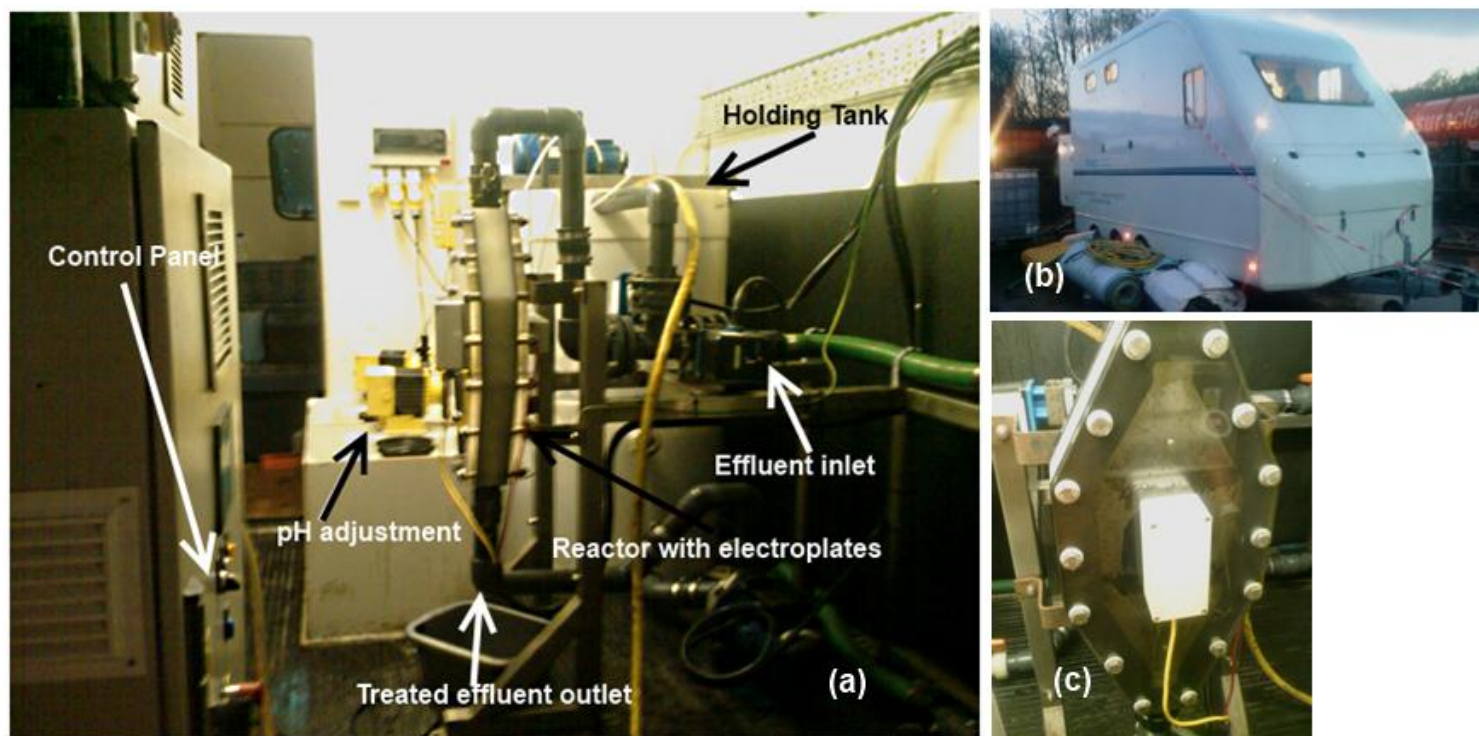 Holding Tank
Control Panel
Effluent inlet
pH adjustment
Reactor with electroplates
Treated effluent outlet
(a)
(b)
(c)